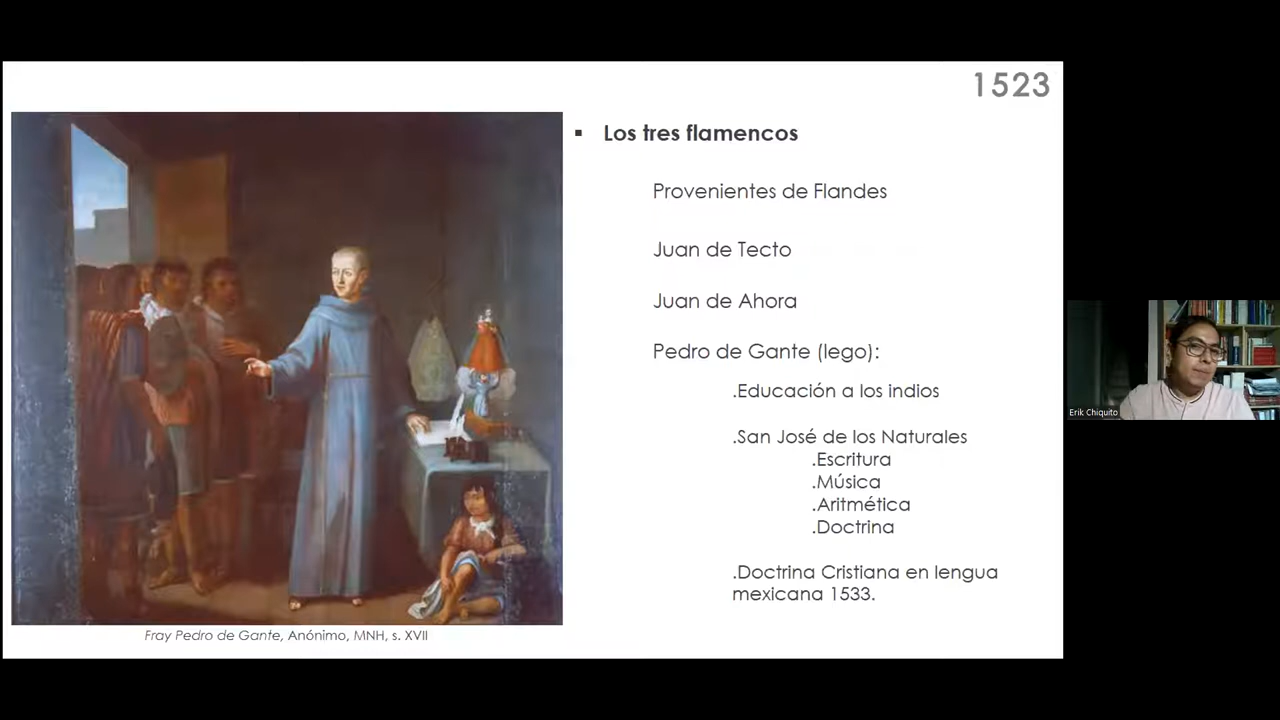 1523
▪ Los tres flamencos
Provenientes de Flandes
Juan de Tecto
Juan de Ahora
Pedro de Gante (lego):
.Educación a los indios
.San José de los Naturales
.Escritura
.Música
.Aritmética
.Doctrina
.Doctrina Cristiana en lengua
mexicana 1533.
Fray Pedro de Gante, Anónimo, MNH, s. XVII
Erik Chiquito